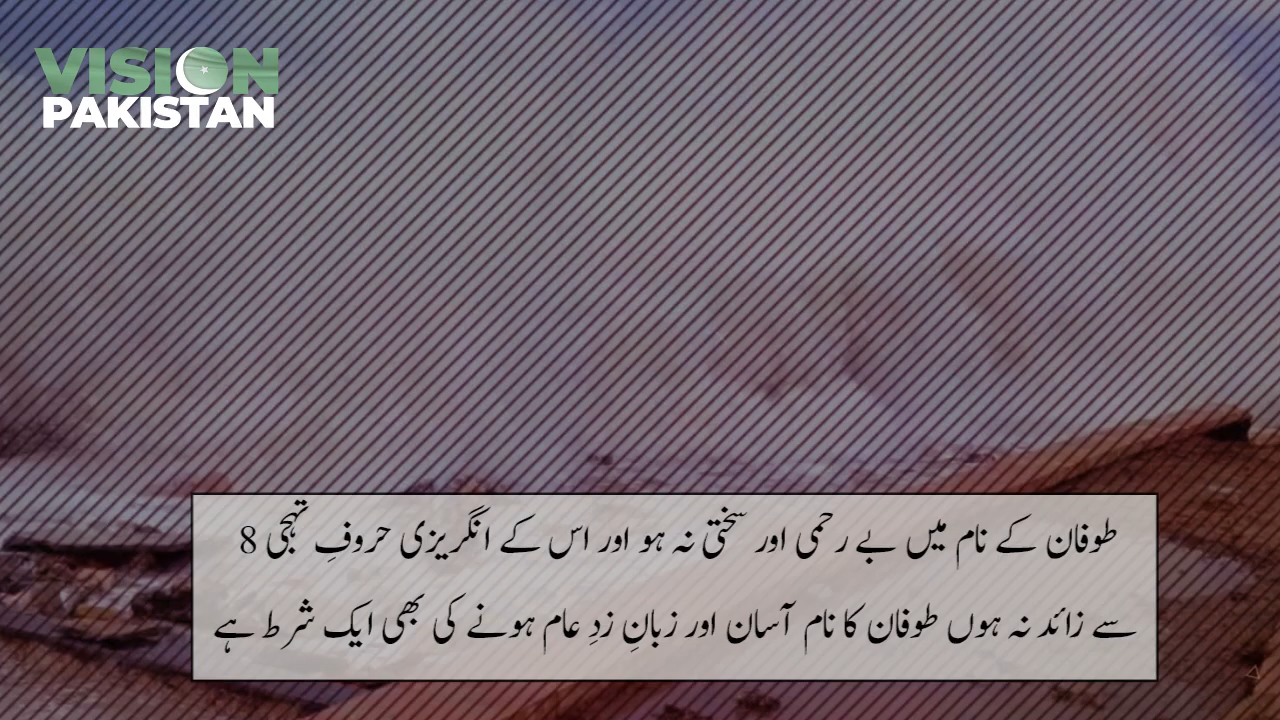 VISION
PAKISTAN
طوفان کے نام میں بے رحمی اور سختی نہ ہو اور اس کے انگریزی حروفِ تہجی 8
سے زائد نہ ہوں طوفان کا نام آسان اور زبانِ زدِ عام ہونے کی بھی ایک شرط ہے